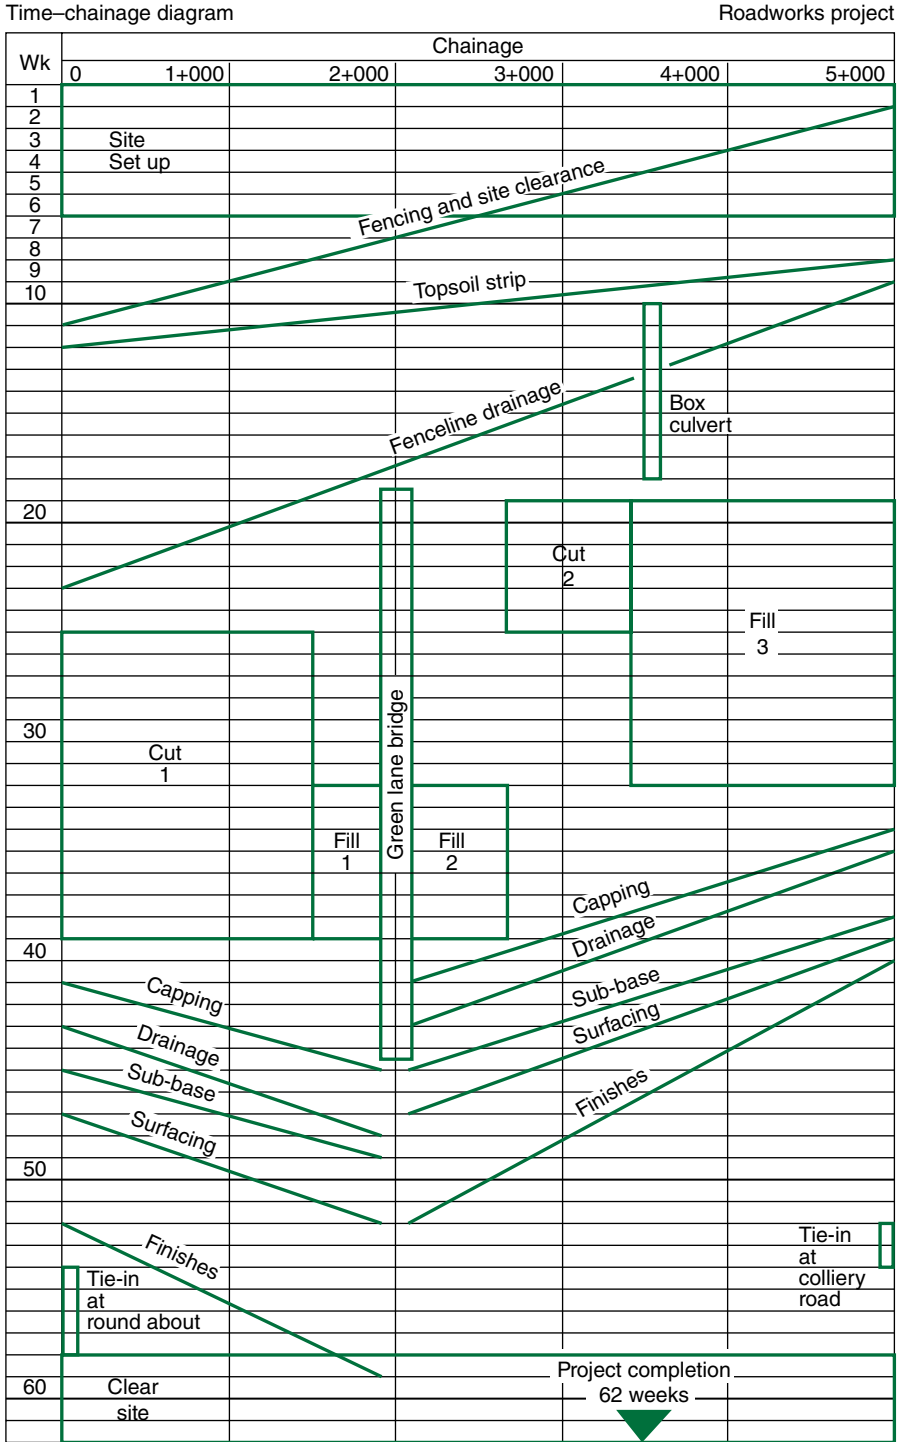 Time–chainage diagram
Roadworks project
Wk
Chainage
0
1+000
2+000
3+000
4+000
5+000
1
2
3
4
5
6
7
8
9
10
Site
Set up
Fencing and site clearance
Topsoil strip
Fenceline drainage
Box
culvert
20
Cut
2
Fill
3
30
Cut
1
Green lane bridge
Fill
1
Fill
2
Capping
Drainage
40
Sub-base
Surfacing
Finishes
Capping
Drainage
Sub-base
Surfacing
50
Finishes
Tie-in
at
colliery
road
Tie-in
at
round about
60
Clear
site
Project completion
62 weeks